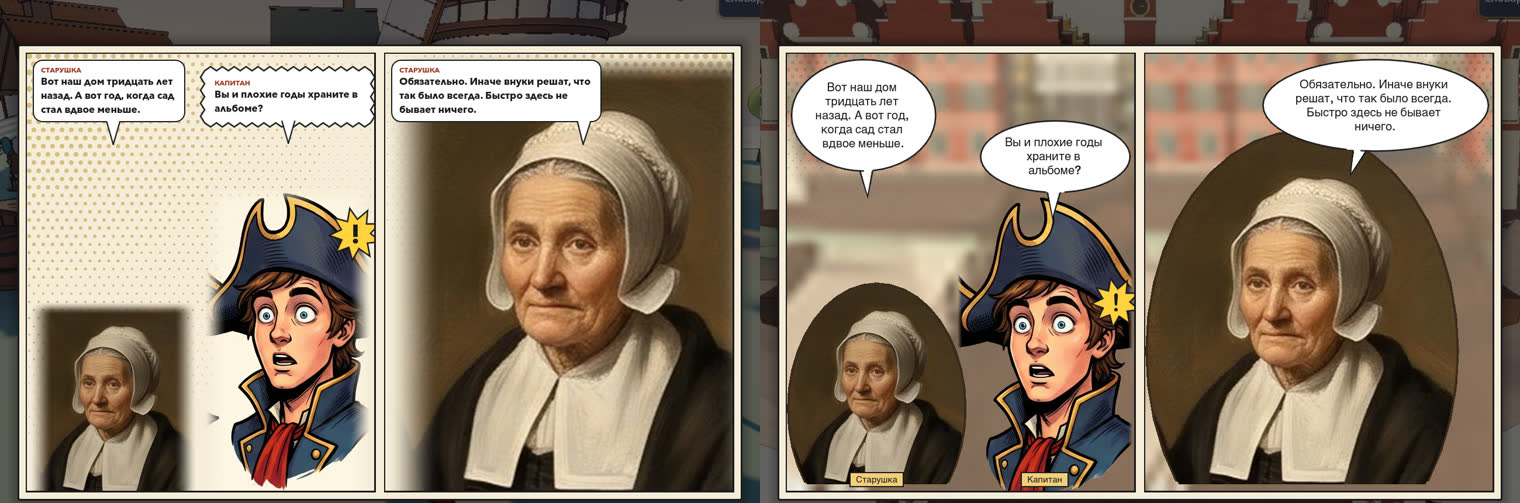 СТАРУШКА
Вот наш дом тридцать лет
назад. А вот год, когда сад
стал вдвое меньше.
КАПИТАН
Вы и плохие годы храните в
альбоме?
!
СТАРУШКА
Обязательно. Иначе внуки решат, что
так было всегда. Быстро здесь не
бывает ничего.
Вот наш дом
тридцать лет
назад. А вот год,
когда сад стал
вдвое меньше.
Вы и плохие годы
храните в
альбоме?
!
Старушка
Капитан
Обязательно. Иначе внуки
решат, что так было всегда.
Быстро здесь не бывает
ничего.